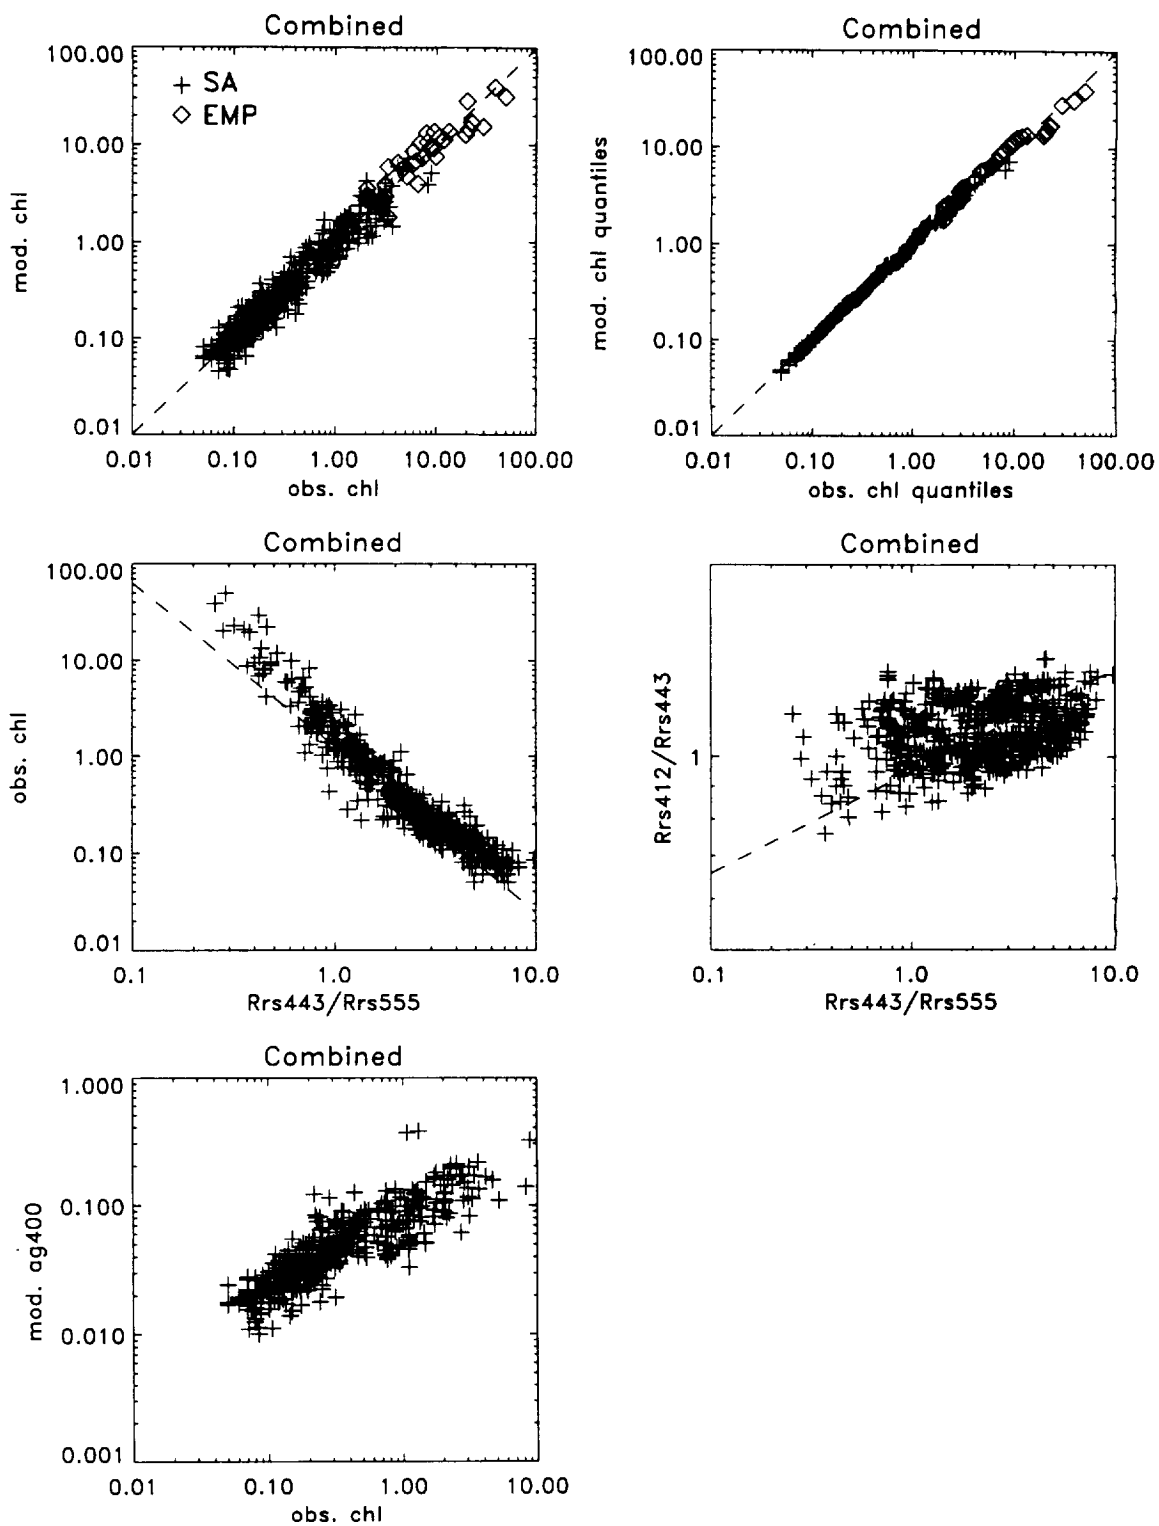 Combined
100.00
10.00
1.00
0.10
0.01
mod. chl
+ SA
◇ EMP
0.01 0.10 1.00 10.00 100.00
obs. chl
Combined
100.00
10.00
1.00
0.10
0.01
mod. chl quantiles
0.01 0.10 1.00 10.00 100.00
obs. chl quantiles
Combined
100.00
10.00
1.00
0.10
0.01
obs. chl
0.1 1.0 10.0
Rrs443/Rrs555
Combined
1
Rrs412/Rrs443
0.1 1.0 10.0
Rrs443/Rrs555
Combined
1.000
0.100
0.010
0.001
mod. ag400
0.01 0.10 1.00 10.00
obs. chl